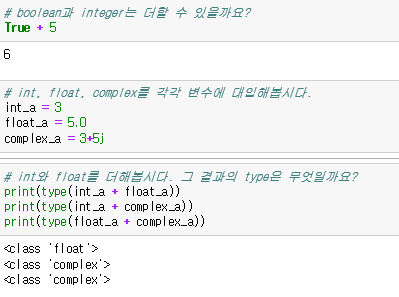 # boolean과 integer는 더할 수 있을까요?
True + 5
6
# int, float, complex를 각각 변수에 대입해봅시다.
int_a = 3
float_a = 5.0
complex_a = 3+5j
# int와 float를 더해봅시다. 그 결과의 type은 무엇일까요?
print(type(int_a + float_a))
print(type(int_a + complex_a))
print(type(float_a + complex_a))
<class 'float'>
<class 'complex'>
<class 'complex'>